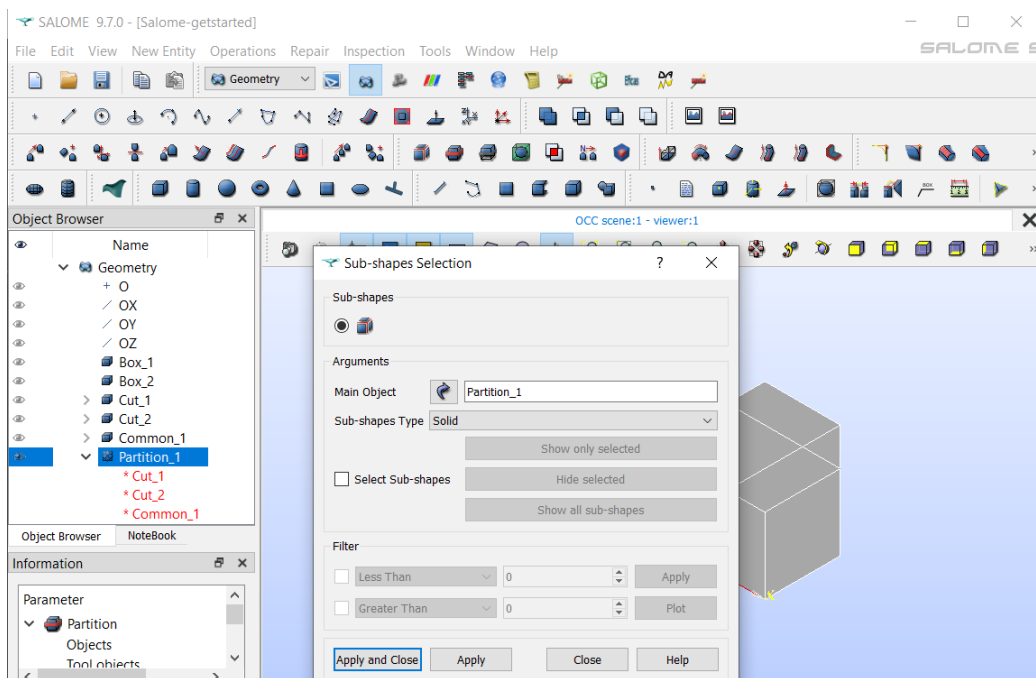 SALOME 9.7.0 - [Salome-getstarted]
File Edit View New Entity Operations Repair Inspection Tools Window Help
SALOME
Geometry
Object Browser
OCC scene:1 - viewer:1
Name
Geometry
O
OX
OY
OZ
Box_1
Box_2
Cut_1
Cut_2
Common_1
Partition_1
* Cut_1
* Cut_2
* Common_1
Object Browser NoteBook
Information
Parameter
Partition
Objects
Tool objects
Sub-shapes Selection
Sub-shapes
Arguments
Main Object Partition_1
Sub-shapes Type Solid
Show only selected
Select Sub-shapes Hide selected
Show all sub-shapes
Filter
Less Than 0 Apply
Greater Than 0 Plot
Apply and Close Apply Close Help